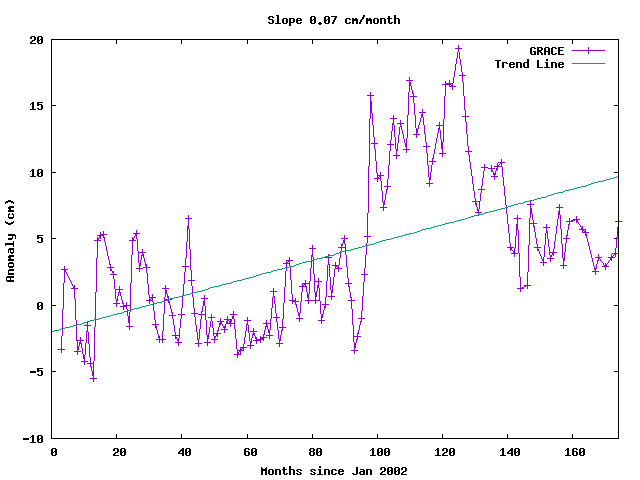 Slope 0.07 cm/month
GRACE
Trend Line
20
15
10
5
0
-5
-10
Anomaly (cm)
0 20 40 60 80 100 120 140 160
Months since Jan 2002